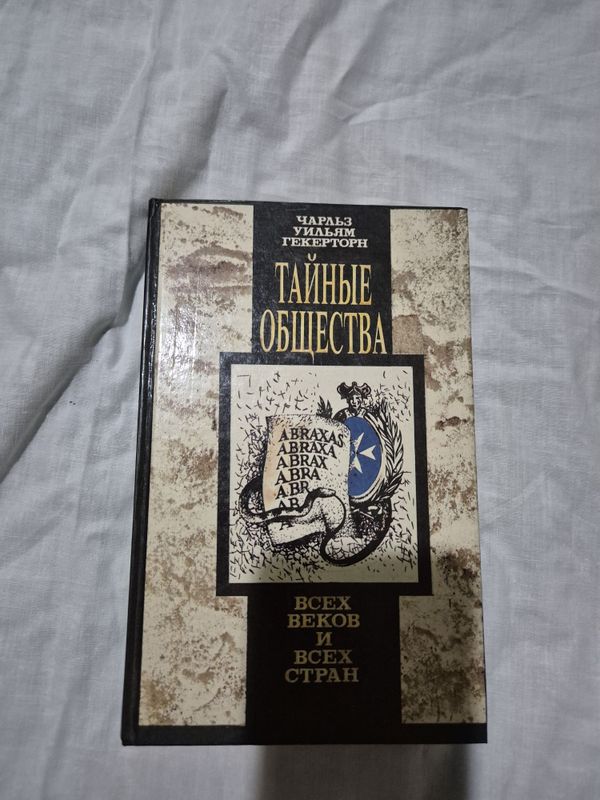 ЧАРЛЬЗ
УИЛЬЯМ
ГЕКЕРТОРН
ТАЙНЫЕ
ОБЩЕСТВА
ABRAXAS
ABRAXA
ABRAX
ABRA
ABR
AB
A
ВСЕХ
ВЕКОВ
И
ВСЕХ
СТРАН